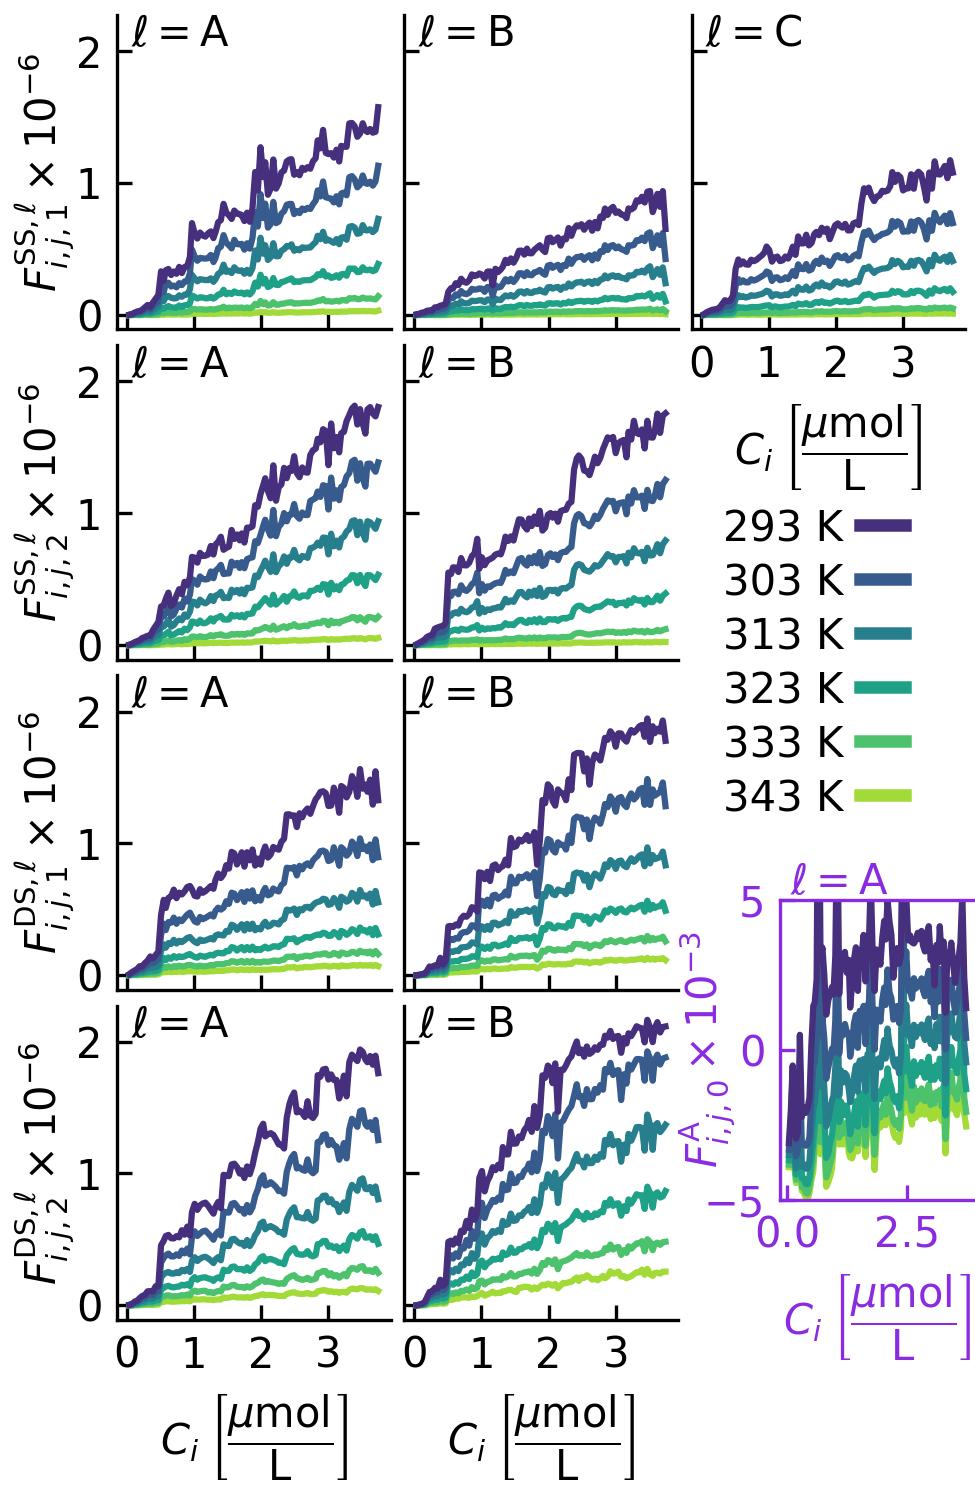 ℓ = A
ℓ = B
ℓ = C
F^{SS,ℓ}_{i,j,1} × 10^{−6}
2
1
0
0 1 2 3
C_i [μmol/L]
ℓ = A
ℓ = B
F^{SS,ℓ}_{i,j,2} × 10^{−6}
2
1
0
293 K
303 K
313 K
323 K
333 K
343 K
ℓ = A
ℓ = B
F^{DS,ℓ}_{i,j,1} × 10^{−6}
2
1
0
ℓ = A
ℓ = B
F^{DS,ℓ}_{i,j,2} × 10^{−6}
2
1
0
0 1 2 3
0 1 2 3
C_i [μmol/L]
C_i [μmol/L]
ℓ = A
F^{A}_{i,j,0} × 10^{−3}
5
0
−5
0.0 2.5
C_i [μmol/L]